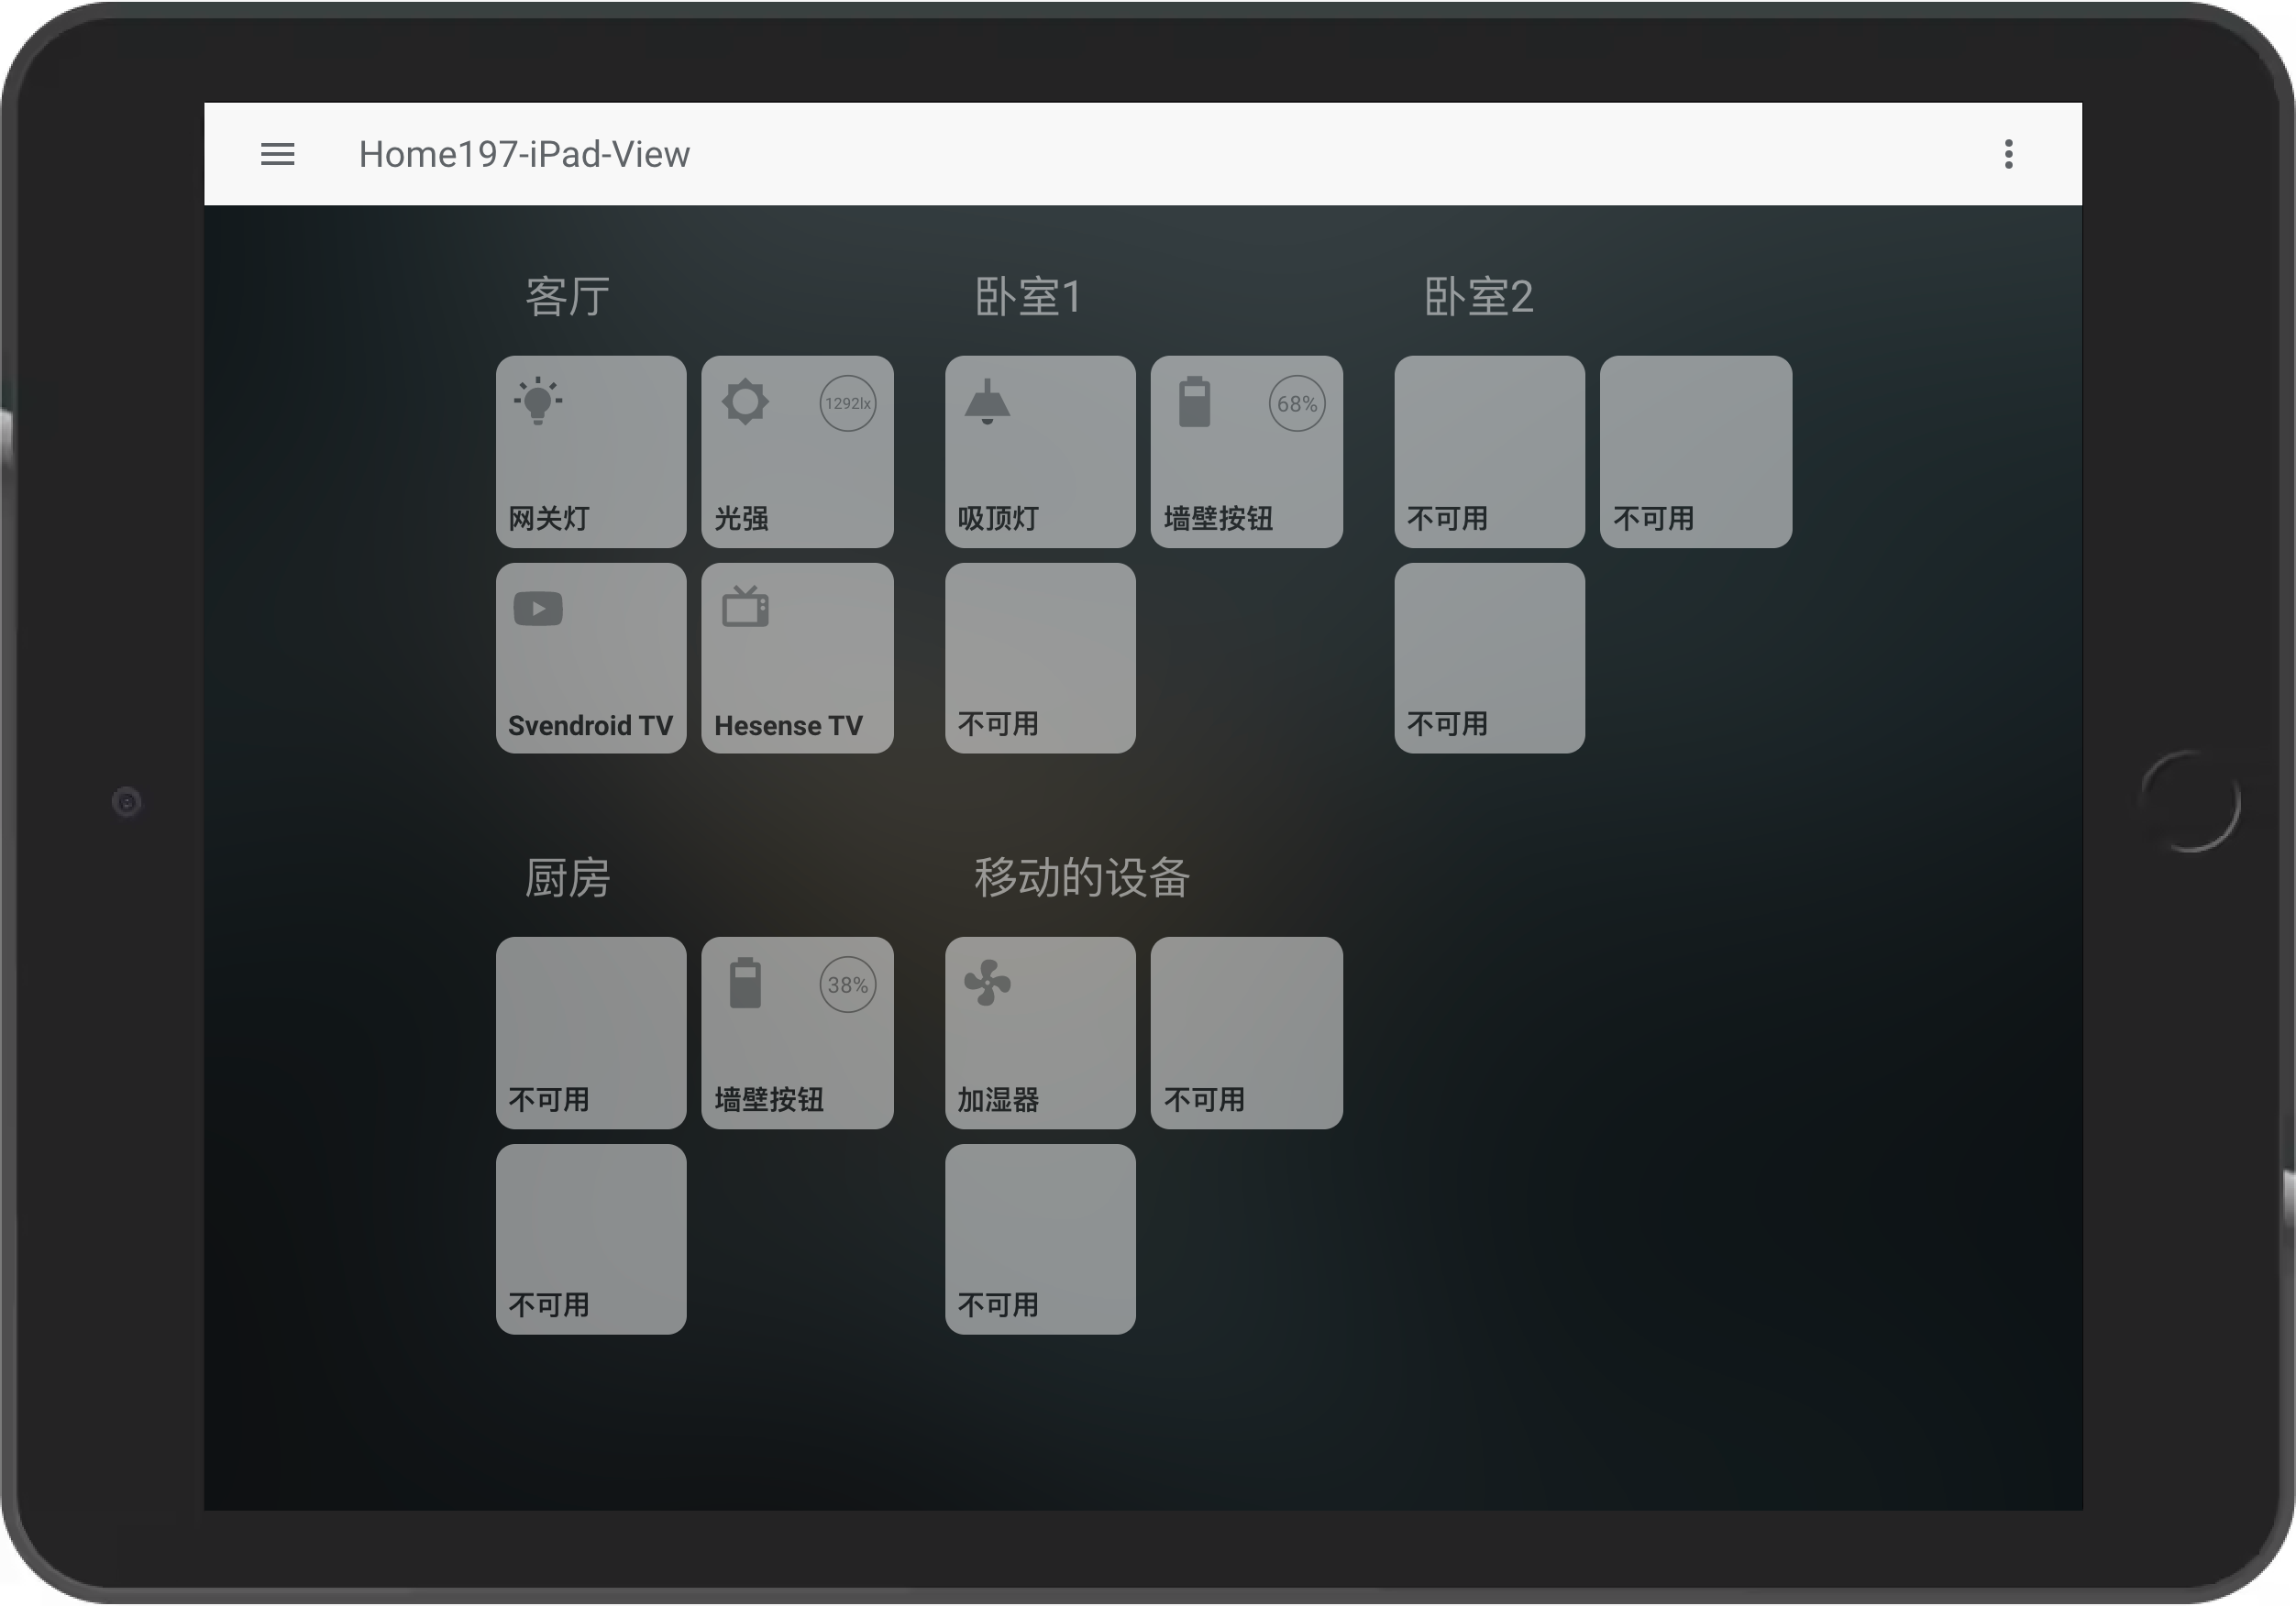 Home197-iPad-View
客厅
卧室1
卧室2
1292lx
68%
网关灯
光强
吸顶灯
墙壁按钮
不可用
不可用
Svendroid TV
Hesense TV
不可用
不可用
厨房
移动的设备
38%
不可用
墙壁按钮
加湿器
不可用
不可用
不可用